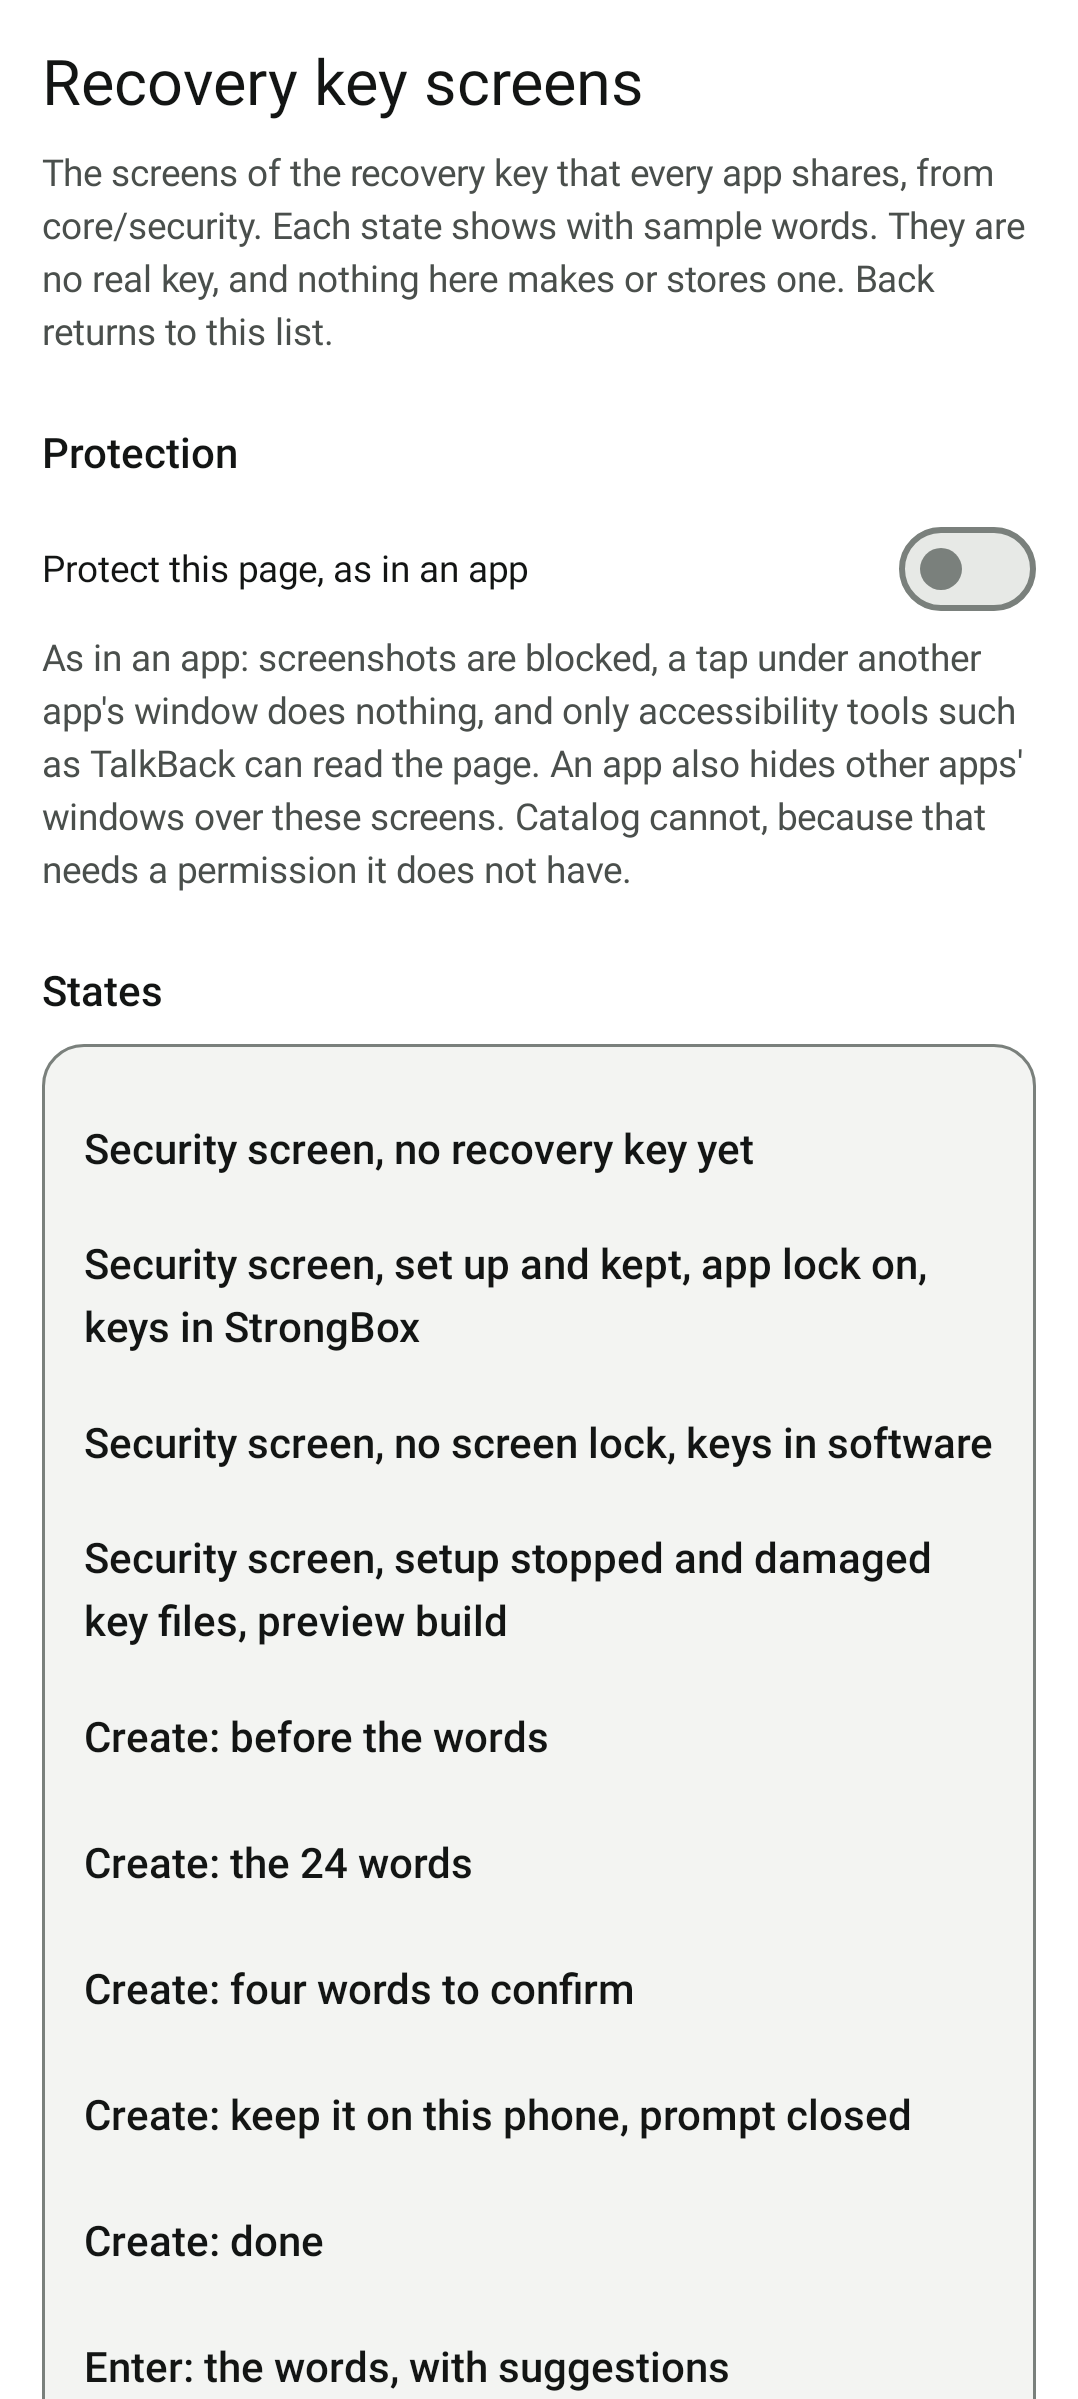 Recovery key screens
The screens of the recovery key that every app shares, from
core/security. Each state shows with sample words. They are
no real key, and nothing here makes or stores one. Back
returns to this list.
Protection
Protect this page, as in an app
As in an app: screenshots are blocked, a tap under another
app's window does nothing, and only accessibility tools such
as TalkBack can read the page. An app also hides other apps'
windows over these screens. Catalog cannot, because that
needs a permission it does not have.
States
Security screen, no recovery key yet
Security screen, set up and kept, app lock on,
keys in StrongBox
Security screen, no screen lock, keys in software
Security screen, setup stopped and damaged
key files, preview build
Create: before the words
Create: the 24 words
Create: four words to confirm
Create: keep it on this phone, prompt closed
Create: done
Enter: the words, with suggestions